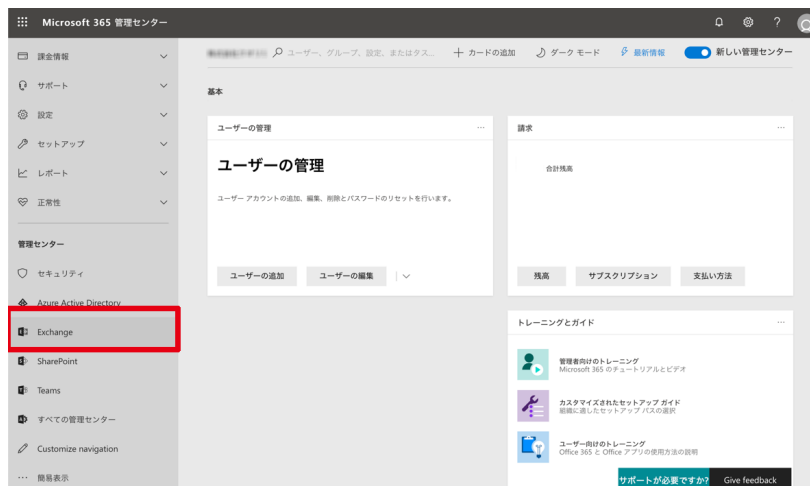 Microsoft 365 管理センター
?
課金情報
サポート
設定
セットアップ
レポート
正常性
管理センター
セキュリティ
Azure Active Directory
Exchange
SharePoint
Teams
すべての管理センター
Customize navigation
簡易表示
ユーザー、グループ、設定、またはタス...
カードの追加
ダーク モード
最新情報
新しい管理センター
基本
ユーザーの管理
ユーザーの管理
ユーザー アカウントの追加、編集、削除とパスワードのリセットを行います。
ユーザーの追加
ユーザーの編集
請求
合計残高
残高
サブスクリプション
支払い方法
トレーニングとガイド
管理者向けのトレーニング
Microsoft 365 のチュートリアルとビデオ
カスタマイズされたセットアップ ガイド
組織に適したセットアップ パスの選択
ユーザー向けのトレーニング
Office 365 と Office アプリの使用方法の説明
サポートが必要ですか?
Give feedback